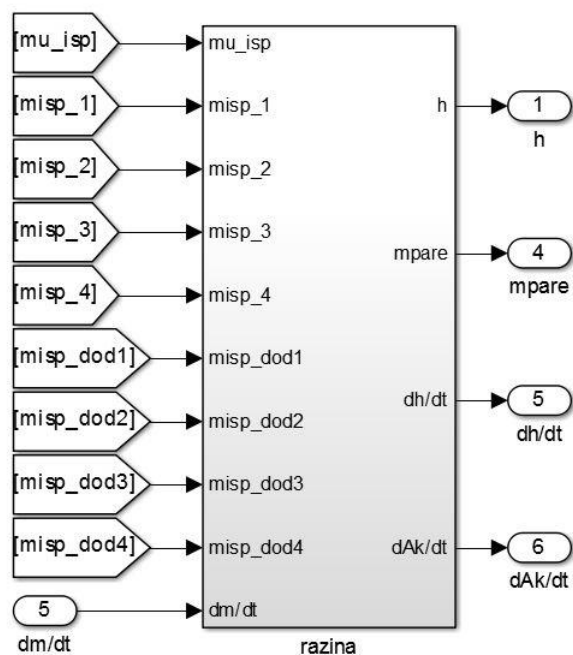 [mu_isp]
mu_isp
[misp_1]
misp_1
h
1
h
[misp_2]
misp_2
[misp_3]
misp_3
mpare
4
mpare
[misp_4]
misp_4
[misp_dod1]
misp_dod1
dh/dt
5
dh/dt
[misp_dod2]
misp_dod2
[misp_dod3]
misp_dod3
[misp_dod4]
misp_dod4
dAk/dt
6
dAk/dt
5
dm/dt
dm/dt
razina